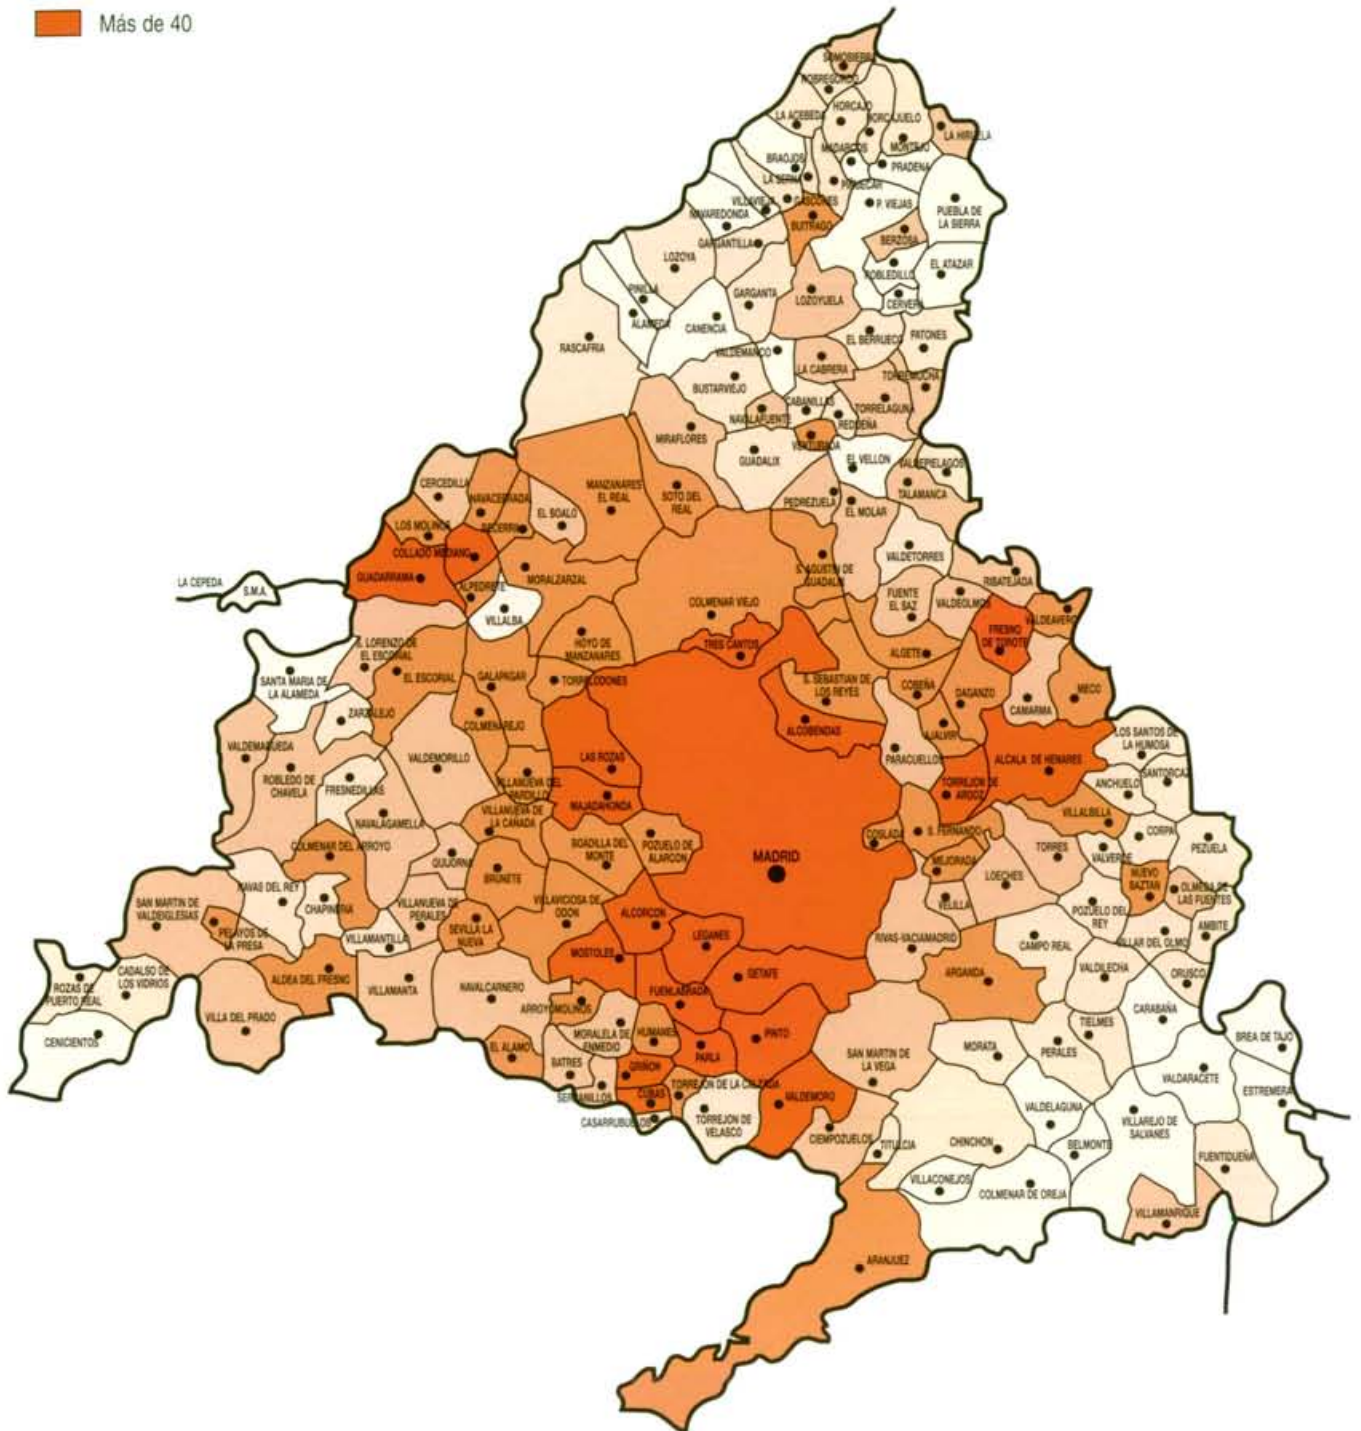 Más de 40
SOMOSIERRA
ROBREGORDO
LA ACEBEDA
HORCAJO
HORCAJUELO
LA HIRUELA
MADARCOS
MONTEJO
BRAOJOS
PRADENA
LA SERNA
PIÑUECAR
VILLAVIEJA
GASCONES
P. VIEJAS
PUEBLA DE
LA SIERRA
NAVAREDONDA
BUITRAGO
GARGANTILLA
BERZOSA
LOZOYA
ROBLEDILLO
EL ATAZAR
PINILLA
GARGANTA
LOZOYUELA
CERVERA
ALAMEDA
CANENCIA
RASCAFRIA
EL BERRUECO
PATONES
VALDEMANCO
LA CABRERA
BUSTARVIEJO
TORREMOCHA
CABANILLAS
TORRELAGUNA
NAVALAFUENTE
REDUEÑA
MIRAFLORES
VENTURADA
GUADALIX
EL VELLON
VALDEPIELAGOS
CERCEDILLA
NAVACERRADA
MANZANARES
EL REAL
SOTO DEL
REAL
PEDREZUELA
TALAMANCA
EL BOALO
EL MOLAR
LOS MOLINOS
BECERRIL
COLLADO MEDIANO
VALDETORRES
GUADARRAMA
MORALZARZAL
S. AGUSTIN DE
GUADALIX
RIBATEJADA
LA CEPEDA
S.M.A.
ALPEDRETE
VILLALBA
COLMENAR VIEJO
FUENTE
EL SAZ
VALDEOLMOS
VALDEAVERO
FRESNO
DE TOROTE
S. LORENZO DE
EL ESCORIAL
HOYO DE
MANZANARES
TRES CANTOS
ALGETE
SANTA MARIA DE
LA ALAMEDA
EL ESCORIAL
GALAPAGAR
TORRELODONES
S. SEBASTIAN DE
LOS REYES
COBEÑA
DAGANZO
CAMARMA
MECO
ZARZALEJO
COLMENAREJO
ALCOBENDAS
AJALVIR
LOS SANTOS DE
LA HUMOSA
VALDEMAQUEDA
ROBLEDO DE
CHAVELA
VALDEMORILLO
LAS ROZAS
PARACUELLOS
ALCALA DE HENARES
FRESNEDILLAS
VILLANUEVA DEL
PARDILLO
TORREJON DE
ARDOZ
ANCHUELO
SANTORCAZ
MAJADAHONDA
NAVALAGAMELLA
VILLANUEVA DE
LA CAÑADA
VILLALBILLA
COLMENAR DEL ARROYO
COSLADA
S. FERNANDO
CORPA
BOADILLA DEL
MONTE
POZUELO DE
ALARCON
TORRES
VALVERDE
PEZUELA
QUIJORNA
MADRID
MEJORADA
BRUNETE
LOECHES
NUEVO
BAZTAN
OLMEDA DE
LAS FUENTES
NAVAS DEL REY
SAN MARTIN DE
VALDEIGLESIAS
CHAPINERIA
VILLANUEVA DE
PERALES
VILLAVICIOSA DE
ODON
VELILLA
POZUELO DEL
REY
PELAYOS DE
LA PRESA
SEVILLA LA
NUEVA
ALCORCON
AMBITE
VILLAMANTILLA
LEGANES
RIVAS-VACIAMADRID
CAMPO REAL
VILLAR DEL OLMO
MOSTOLES
CADALSO DE
LOS VIDRIOS
ALDEA DEL FRESNO
GETAFE
ARGANDA
VALDILECHA
ORUSCO
ROZAS DE
PUERTO REAL
VILLAMANTA
NAVALCARNERO
FUENLABRADA
ARROYOMOLINOS
CARABAÑA
VILLA DEL PRADO
MORALELA DE
ENMEDIO
HUMANES
PINTO
TIELMES
CENICIENTOS
EL ALAMO
PARLA
SAN MARTIN DE
LA VEGA
MORATA
PERALES
BREA DE TAJO
BATRES
GRIÑON
VALDARACETE
SERRANILLOS
CUBAS
TORREJON DE LA CALZADA
VALDEMORO
ESTREMERA
CASARRUBUELOS
TORREJON DE
VELASCO
VALDELAGUNA
VILLAREJO DE
SALVANES
CIEMPOZUELOS
TITULCIA
CHINCHON
BELMONTE
FUENTIDUEÑA
VILLACONEJOS
COLMENAR DE OREJA
VILLAMANRIQUE
ARANJUEZ